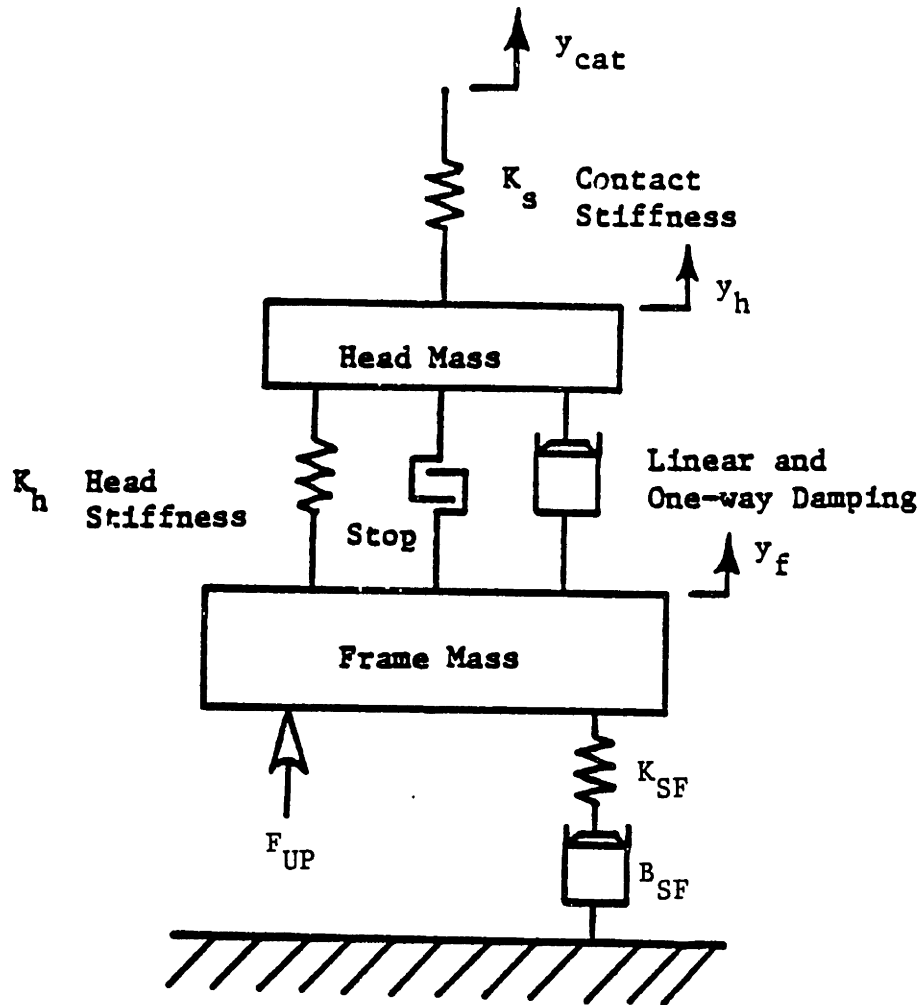 y_cat
K_s Contact
Stiffness
y_h
Head Mass
K_h Head
Stiffness
Stop
Linear and
One-way Damping
y_f
Frame Mass
F_UP
K_SF
B_SF